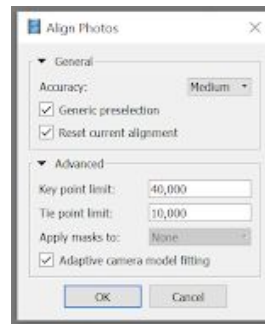 Align Photos
General
Accuracy: Medium
Generic preselection
Reset current alignment
Advanced
Key point limit: 40,000
Tie point limit: 10,000
Apply masks to: None
Adaptive camera model fitting
OK Cancel